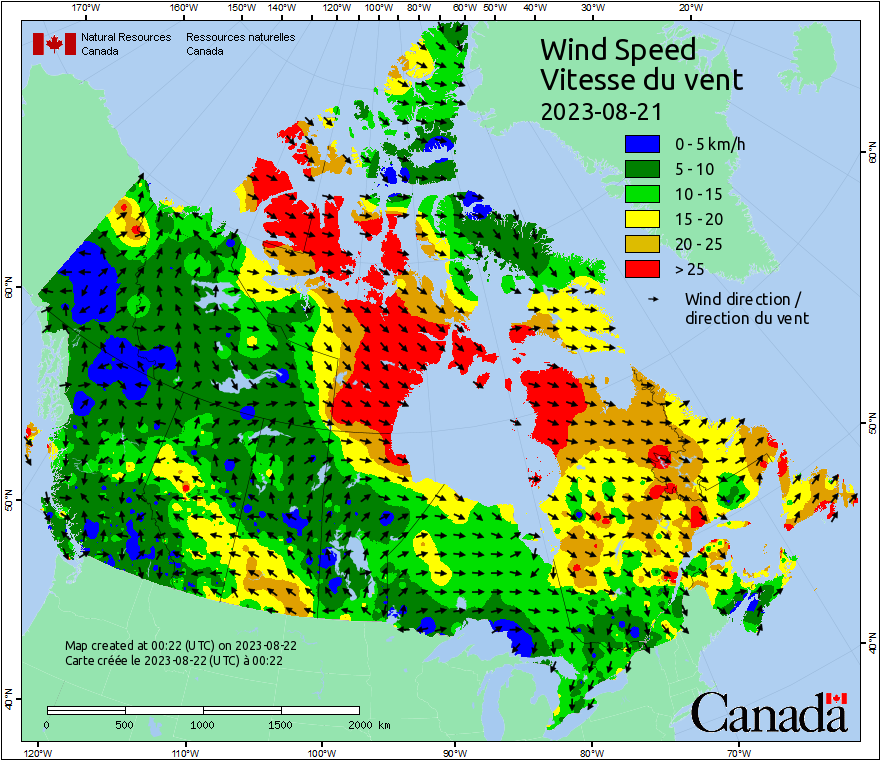 170°W 160°W 150°W 140°W 120°W 100°W 80°W 60°W 50°W 40°W 30°W 20°W
Natural Resources Ressources naturelles
Canada Canada
Wind Speed
Vitesse du vent
2023-08-21
0 - 5 km/h
5 - 10
10 - 15
15 - 20
20 - 25
> 25
Wind direction /
direction du vent
60°N
50°N
40°N
60°N
50°N
40°N
Map created at 00:22 (UTC) on 2023-08-22
Carte créée le 2023-08-22 (UTC) à 00:22
0 500 1000 1500 2000 km
Canada
120°W 110°W 100°W 90°W 80°W 70°W